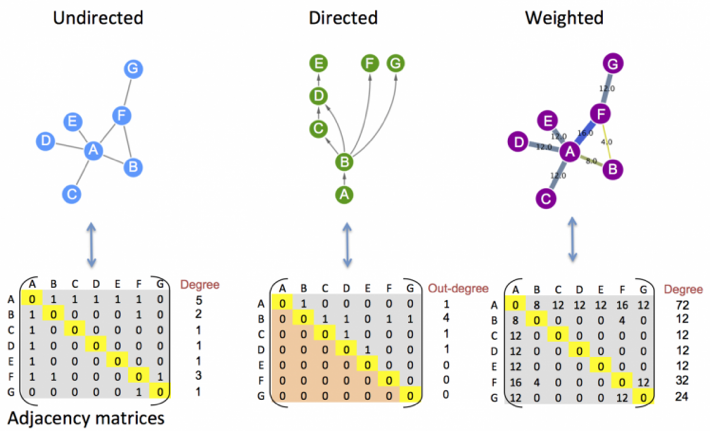 Undirected Directed Weighted
G E F G G
E F D 12.0 F
D A C E 16.0 4.0
B B D 12.0 12.0 A 8.0 B
C A 12.0 C
A B C D E F G Degree A B C D E F G Out-degree A B C D E F G Degree
A 0 1 1 1 1 1 0 5 A 0 1 0 0 0 0 0 1 A 0 8 12 12 12 16 12 72
B 1 0 0 0 0 1 0 2 B 0 0 1 1 0 1 1 4 B 8 0 0 0 0 4 0 12
C 1 0 0 0 0 0 0 1 C 0 0 0 1 0 0 0 1 C 12 0 0 0 0 0 0 12
D 1 0 0 0 0 0 0 1 D 0 0 0 0 1 0 0 1 D 12 0 0 0 0 0 0 12
E 1 0 0 0 0 0 0 1 E 0 0 0 0 0 0 0 0 E 12 0 0 0 0 0 0 12
F 1 1 0 0 0 0 1 3 F 0 0 0 0 0 0 0 0 F 16 4 0 0 0 0 12 32
G 0 0 0 0 0 1 0 1 G 0 0 0 0 0 0 0 0 G 12 0 0 0 0 12 0 24
Adjacency matrices